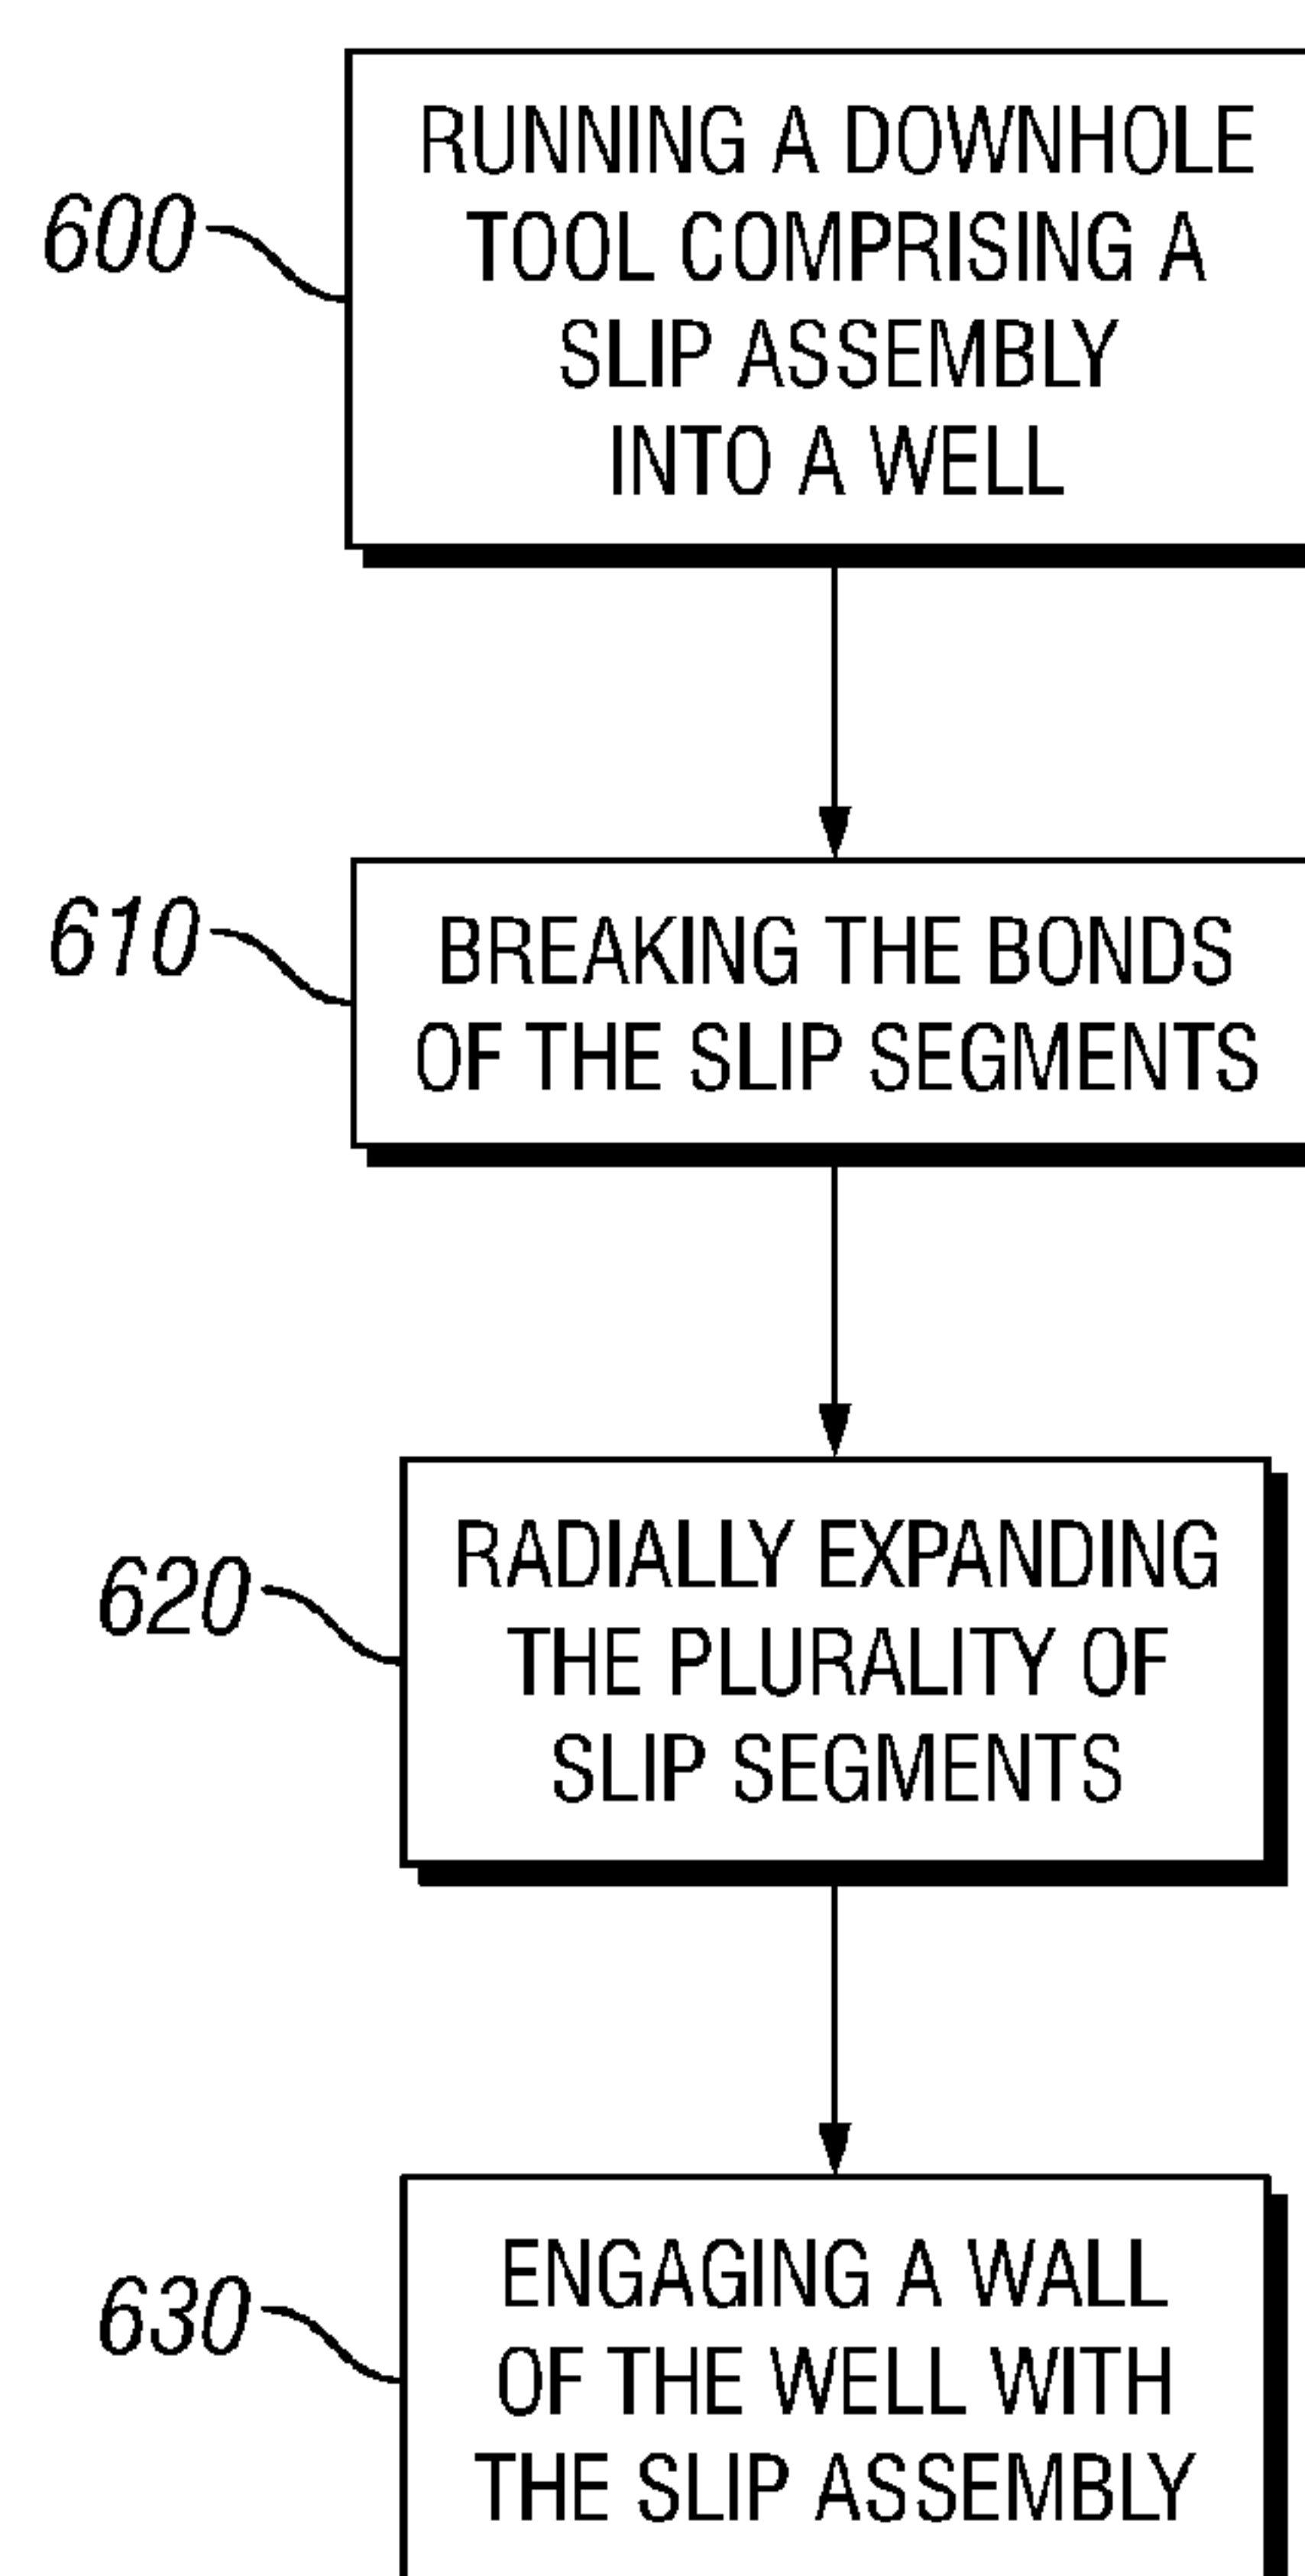 600
RUNNING A DOWNHOLE
TOOL COMPRISING A
SLIP ASSEMBLY
INTO A WELL
610
BREAKING THE BONDS
OF THE SLIP SEGMENTS
620
RADIALLY EXPANDING
THE PLURALITY OF
SLIP SEGMENTS
630
ENGAGING A WALL
OF THE WELL WITH
THE SLIP ASSEMBLY